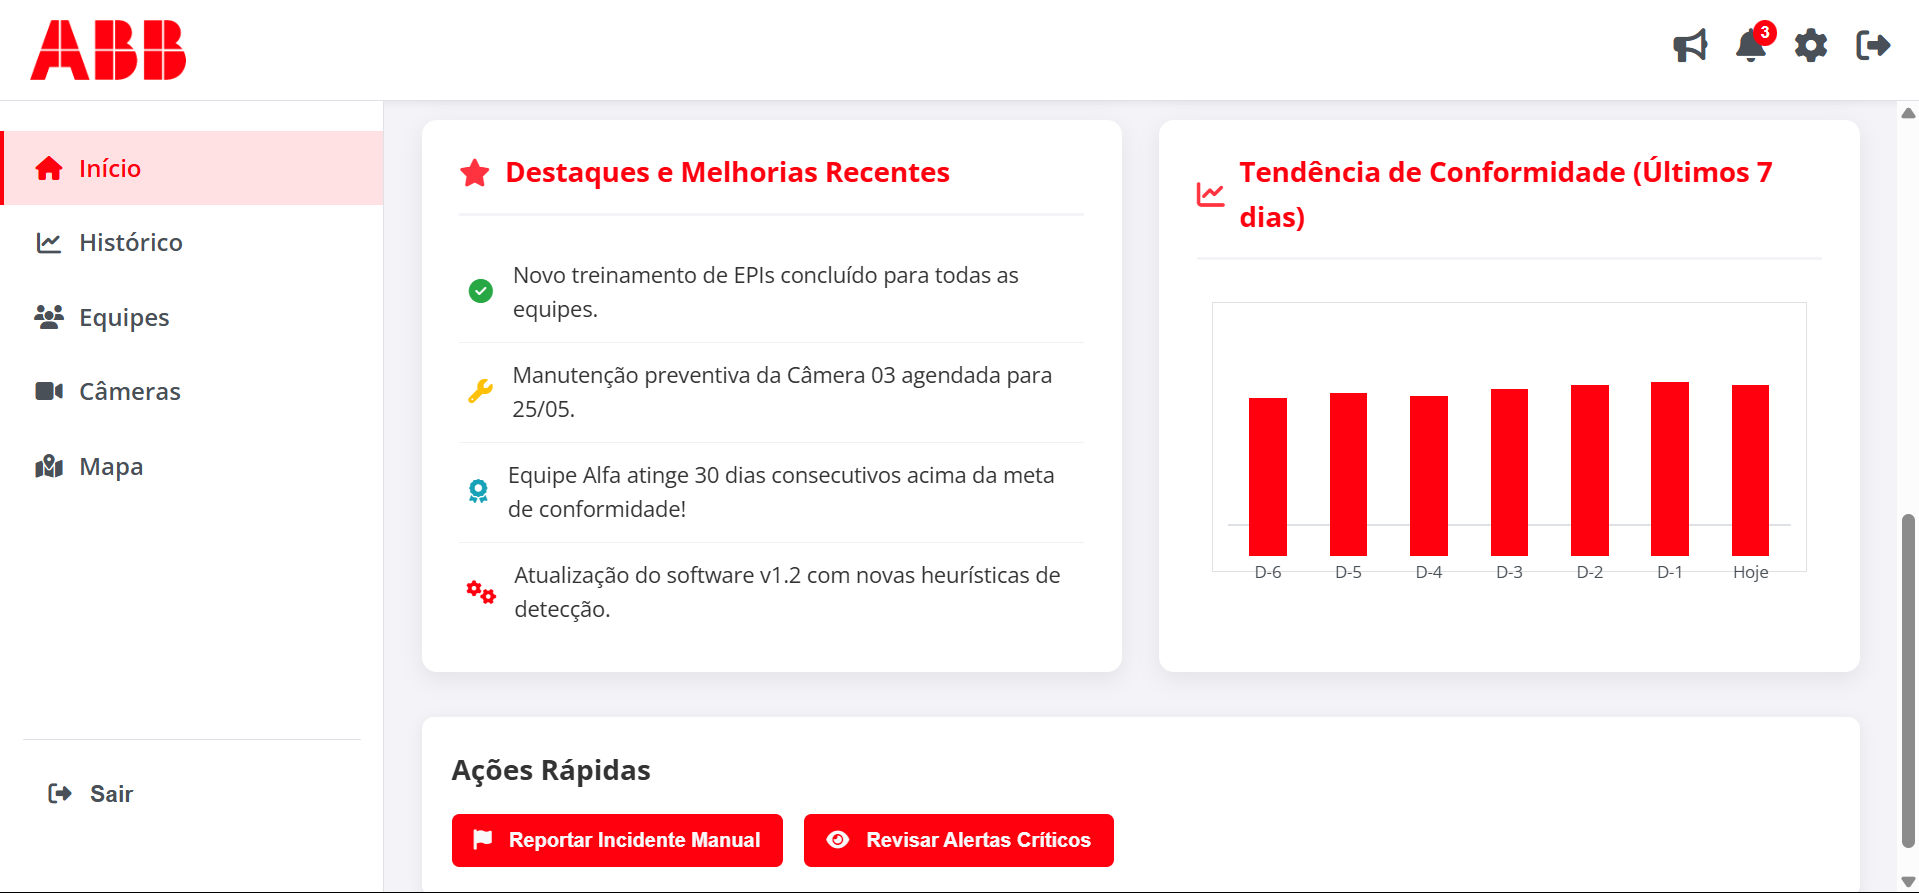 ABB
3
Início
Histórico
Equipes
Câmeras
Mapa
Sair
Destaques e Melhorias Recentes
Novo treinamento de EPIs concluído para todas as
equipes.
Manutenção preventiva da Câmera 03 agendada para
25/05.
Equipe Alfa atinge 30 dias consecutivos acima da meta
de conformidade!
Atualização do software v1.2 com novas heurísticas de
detecção.
Tendência de Conformidade (Últimos 7
dias)
D-6 D-5 D-4 D-3 D-2 D-1 Hoje
Ações Rápidas
Reportar Incidente Manual
Revisar Alertas Críticos